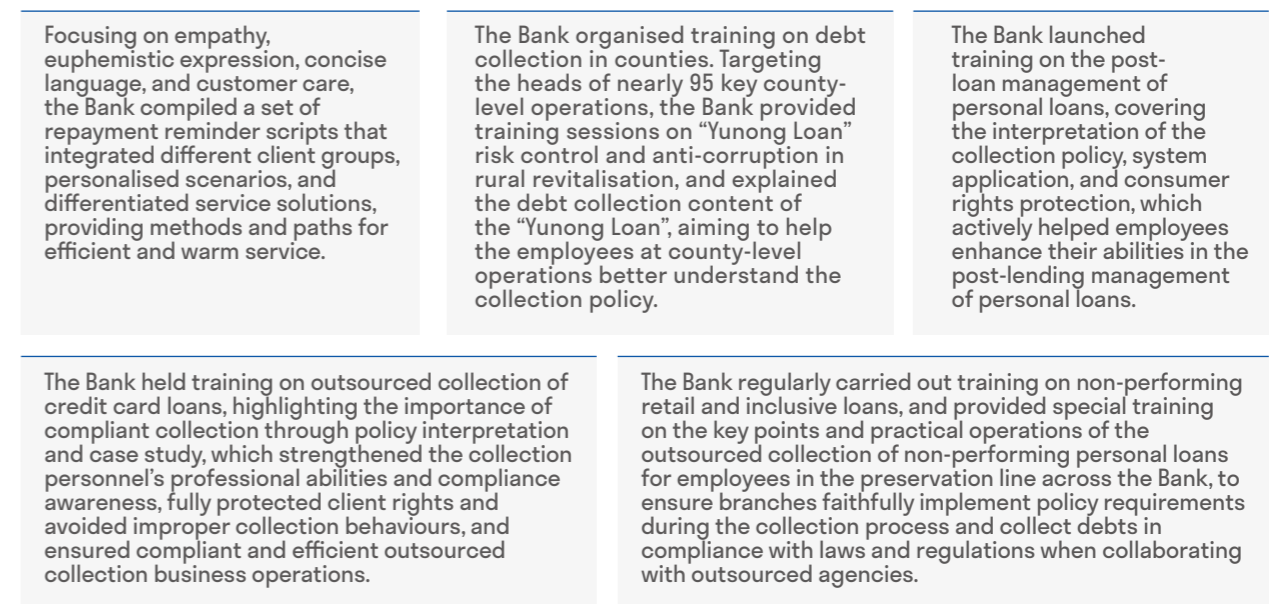 Focusing on empathy,
euphemistic expression, concise
language, and customer care,
the Bank compiled a set of
repayment reminder scripts that
integrated different client groups,
personalised scenarios, and
differentiated service solutions,
providing methods and paths for
efficient and warm service.
The Bank organised training on debt
collection in counties. Targeting
the heads of nearly 95 key county-
level operations, the Bank provided
training sessions on “Yunong Loan”
risk control and anti-corruption in
rural revitalisation, and explained
the debt collection content of
the “Yunong Loan”, aiming to help
the employees at county-level
operations better understand the
collection policy.
The Bank launched
training on the post-
loan management of
personal loans, covering
the interpretation of the
collection policy, system
application, and consumer
rights protection, which
actively helped employees
enhance their abilities in the
post-lending management
of personal loans.
The Bank held training on outsourced collection of
credit card loans, highlighting the importance of
compliant collection through policy interpretation
and case study, which strengthened the collection
personnel’s professional abilities and compliance
awareness, fully protected client rights and
avoided improper collection behaviours, and
ensured compliant and efficient outsourced
collection business operations.
The Bank regularly carried out training on non-performing
retail and inclusive loans, and provided special training
on the key points and practical operations of the
outsourced collection of non-performing personal loans
for employees in the preservation line across the Bank, to
ensure branches faithfully implement policy requirements
during the collection process and collect debts in
compliance with laws and regulations when collaborating
with outsourced agencies.